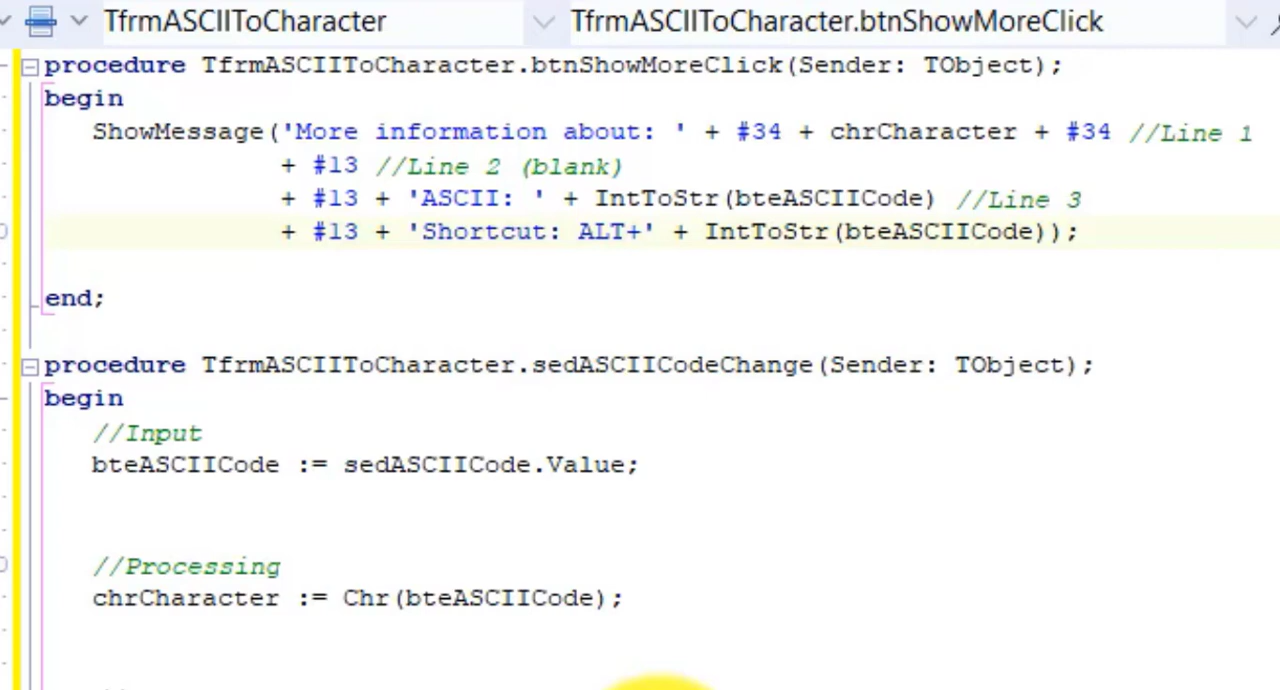 TfrmASCIIToCharacter TfrmASCIIToCharacter.btnShowMoreClick
procedure TfrmASCIIToCharacter.btnShowMoreClick(Sender: TObject);
begin
ShowMessage('More information about: ' + #34 + chrCharacter + #34 //Line 1
+ #13 //Line 2 (blank)
+ #13 + 'ASCII: ' + IntToStr(bteASCIICode) //Line 3
+ #13 + 'Shortcut: ALT+' + IntToStr(bteASCIICode));
end;
procedure TfrmASCIIToCharacter.sedASCIICodeChange(Sender: TObject);
begin
//Input
bteASCIICode := sedASCIICode.Value;
//Processing
chrCharacter := Chr(bteASCIICode);